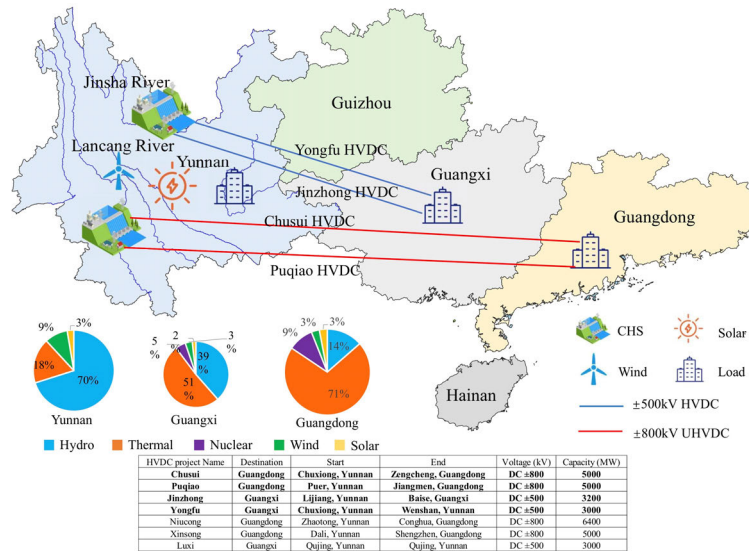 Jinsha River
Guizhou
Lancang River
Yunnan
Yongfu HVDC
Guangxi
Jinzhong HVDC
Chusui HVDC
Guangdong
Puqiao HVDC
9%
3%
18%
70%
Yunnan
5
%
2
%
3
%
39
%
51
%
Guangxi
9%
3%
3%
14%
71%
Guangdong
Hainan
CHS
Solar
Wind
Load
±500kV HVDC
±800kV UHVDC
Hydro Thermal Nuclear Wind Solar
HVDC project Name Destination Start End Voltage (kV) Capacity (MW)
Chusui Guangdong Chuxiong, Yunnan Zengcheng, Guangdong DC ±800 5000
Puqiao Guangdong Puer, Yunnan Jiangmen, Guangdong DC ±800 5000
Jinzhong Guangxi Lijiang, Yunnan Baise, Guangxi DC ±500 3200
Yongfu Guangxi Chuxiong, Yunnan Wenshan, Yunnan DC ±500 3000
Niucong Guangdong Zhaotong, Yunnan Conghua, Guangdong DC ±800 6400
Xinsong Guangdong Dali, Yunnan Shengzhen, Guangdong DC ±800 5000
Luxi Guangxi Qujing, Yunnan Qujing, Yunnan DC ±500 3000